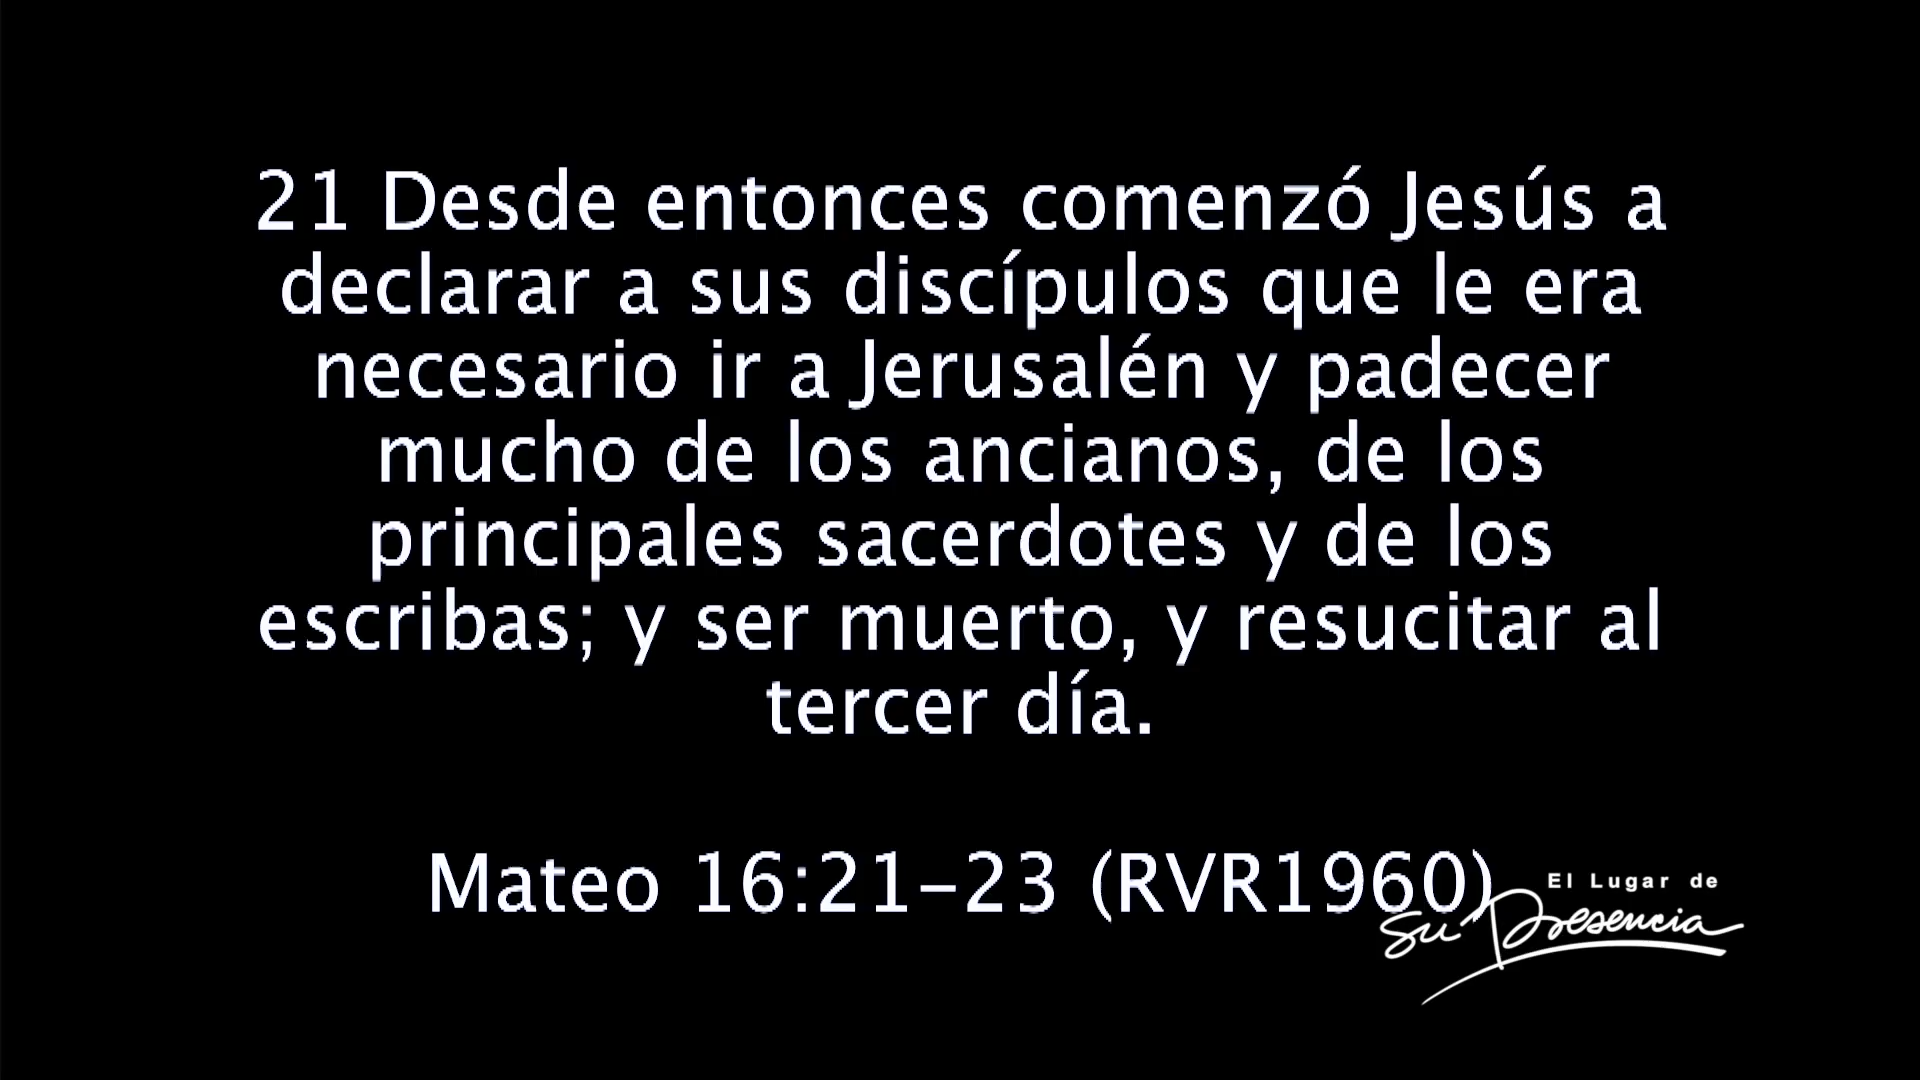 21 Desde entonces comenzó Jesús a
declarar a sus discípulos que le era
necesario ir a Jerusalén y padecer
mucho de los ancianos, de los
principales sacerdotes y de los
escribas; y ser muerto, y resucitar al
tercer día.
Mateo 16:21-23 (RVR1960)
El Lugar de
Su Presencia